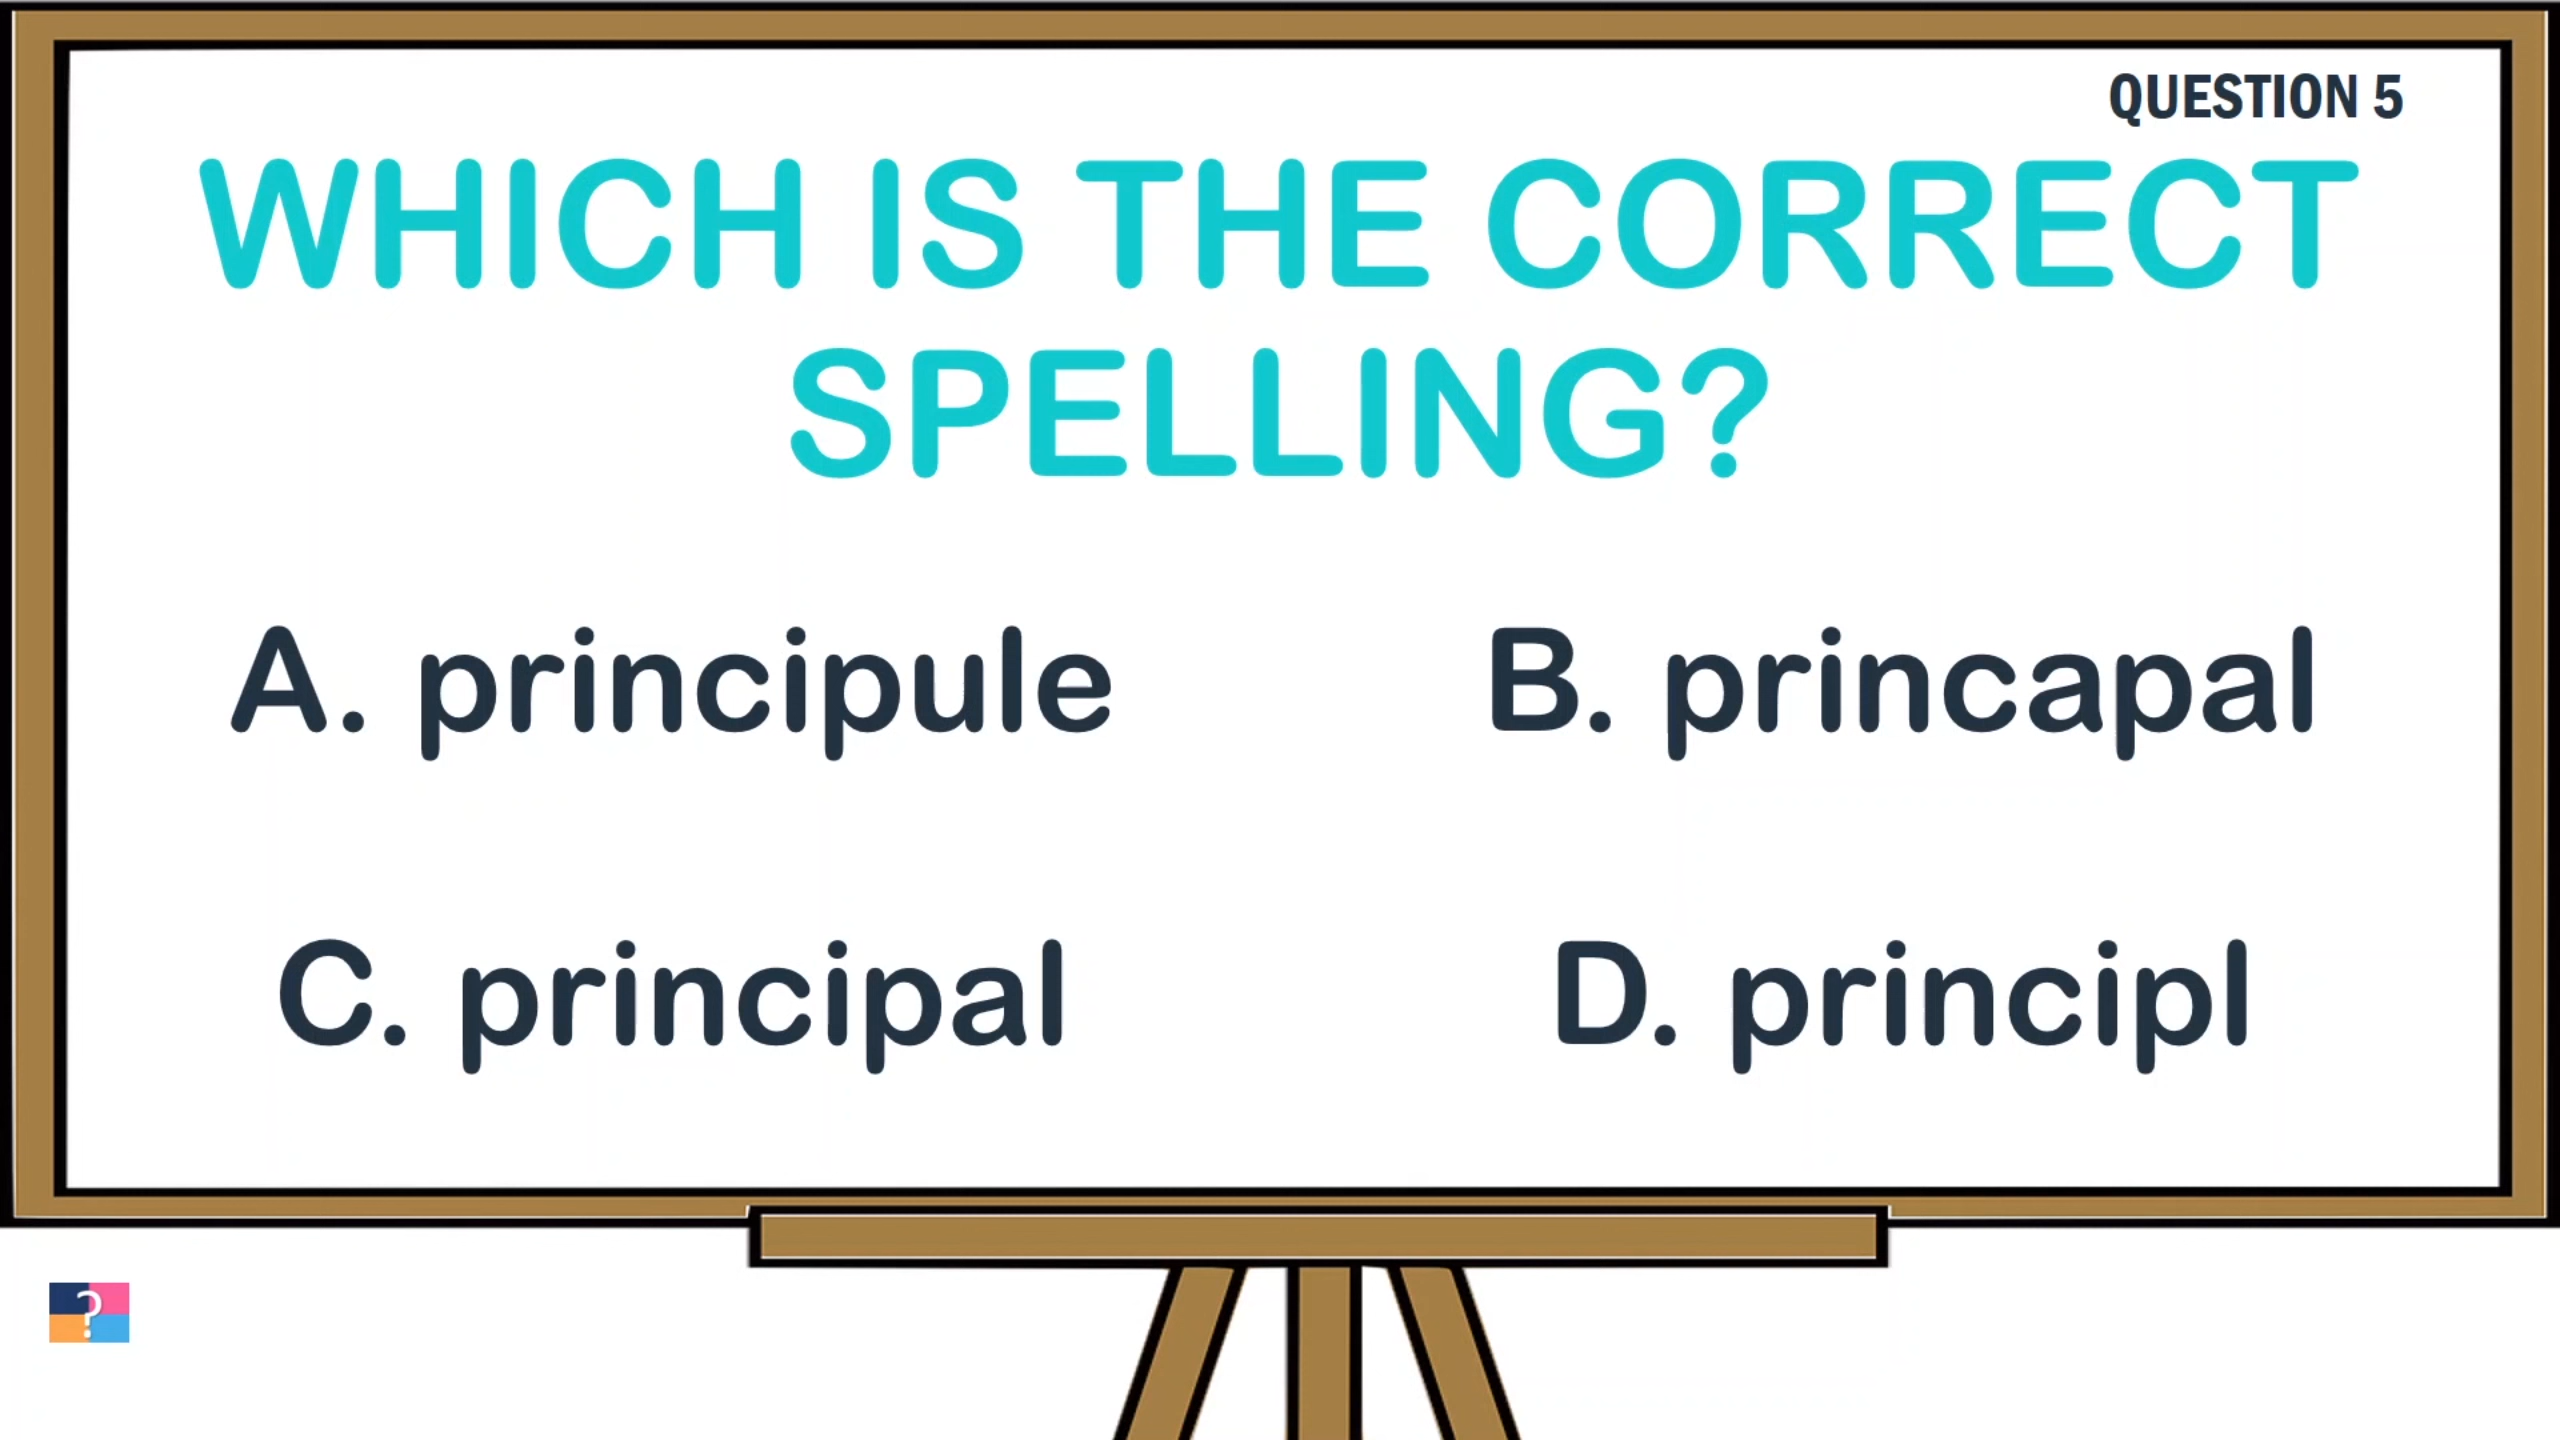 QUESTION 5
WHICH IS THE CORRECT
SPELLING?
A. principule
B. princapal
C. principal
D. principl
?